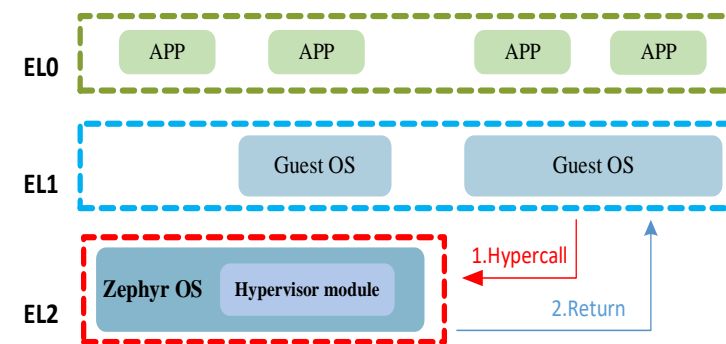 EL0
APP
APP
APP
APP
EL1
Guest OS
Guest OS
1.Hypercall
EL2
Zephyr OS
Hypervisor module
2.Return